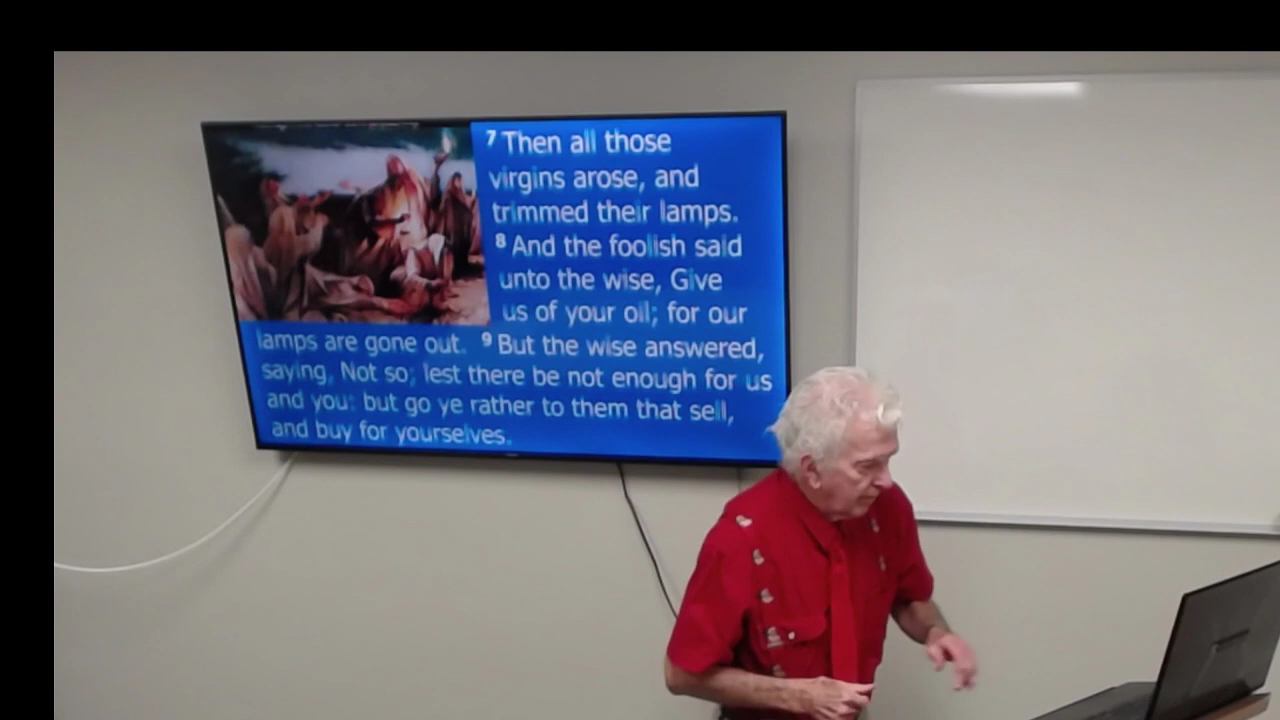 7 Then all those
virgins arose, and
trimmed their lamps.
8 And the foolish said
unto the wise, Give
us of your oil; for our
lamps are gone out. 9 But the wise answered,
saying, Not so; lest there be not enough for us
and you: but go ye rather to them that sell,
and buy for yourselves.